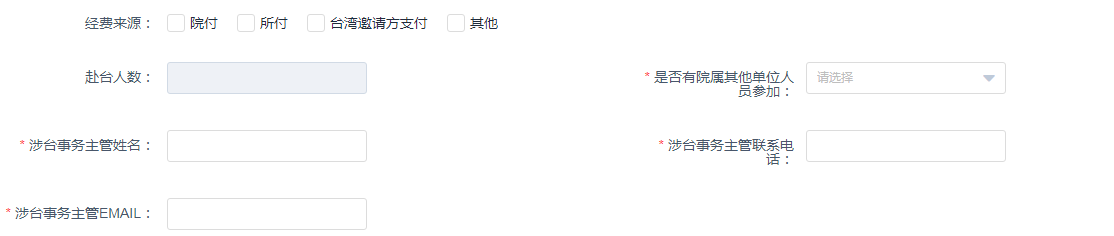 经费来源： 院付 所付 台湾邀请方支付 其他
赴台人数：
* 是否有院属其他单位人
员参加：
请选择
* 涉台事务主管姓名：
* 涉台事务主管联系电
话：
* 涉台事务主管EMAIL：